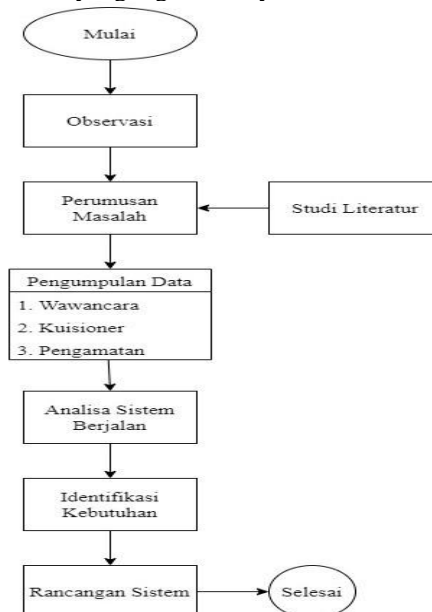 Mulai
Observasi
Perumusan
Masalah
Studi Literatur
Pengumpulan Data
1. Wawancara
2. Kuisioner
3. Pengamatan
Analisa Sistem
Berjalan
Identifikasi
Kebutuhan
Rancangan Sistem
Selesai